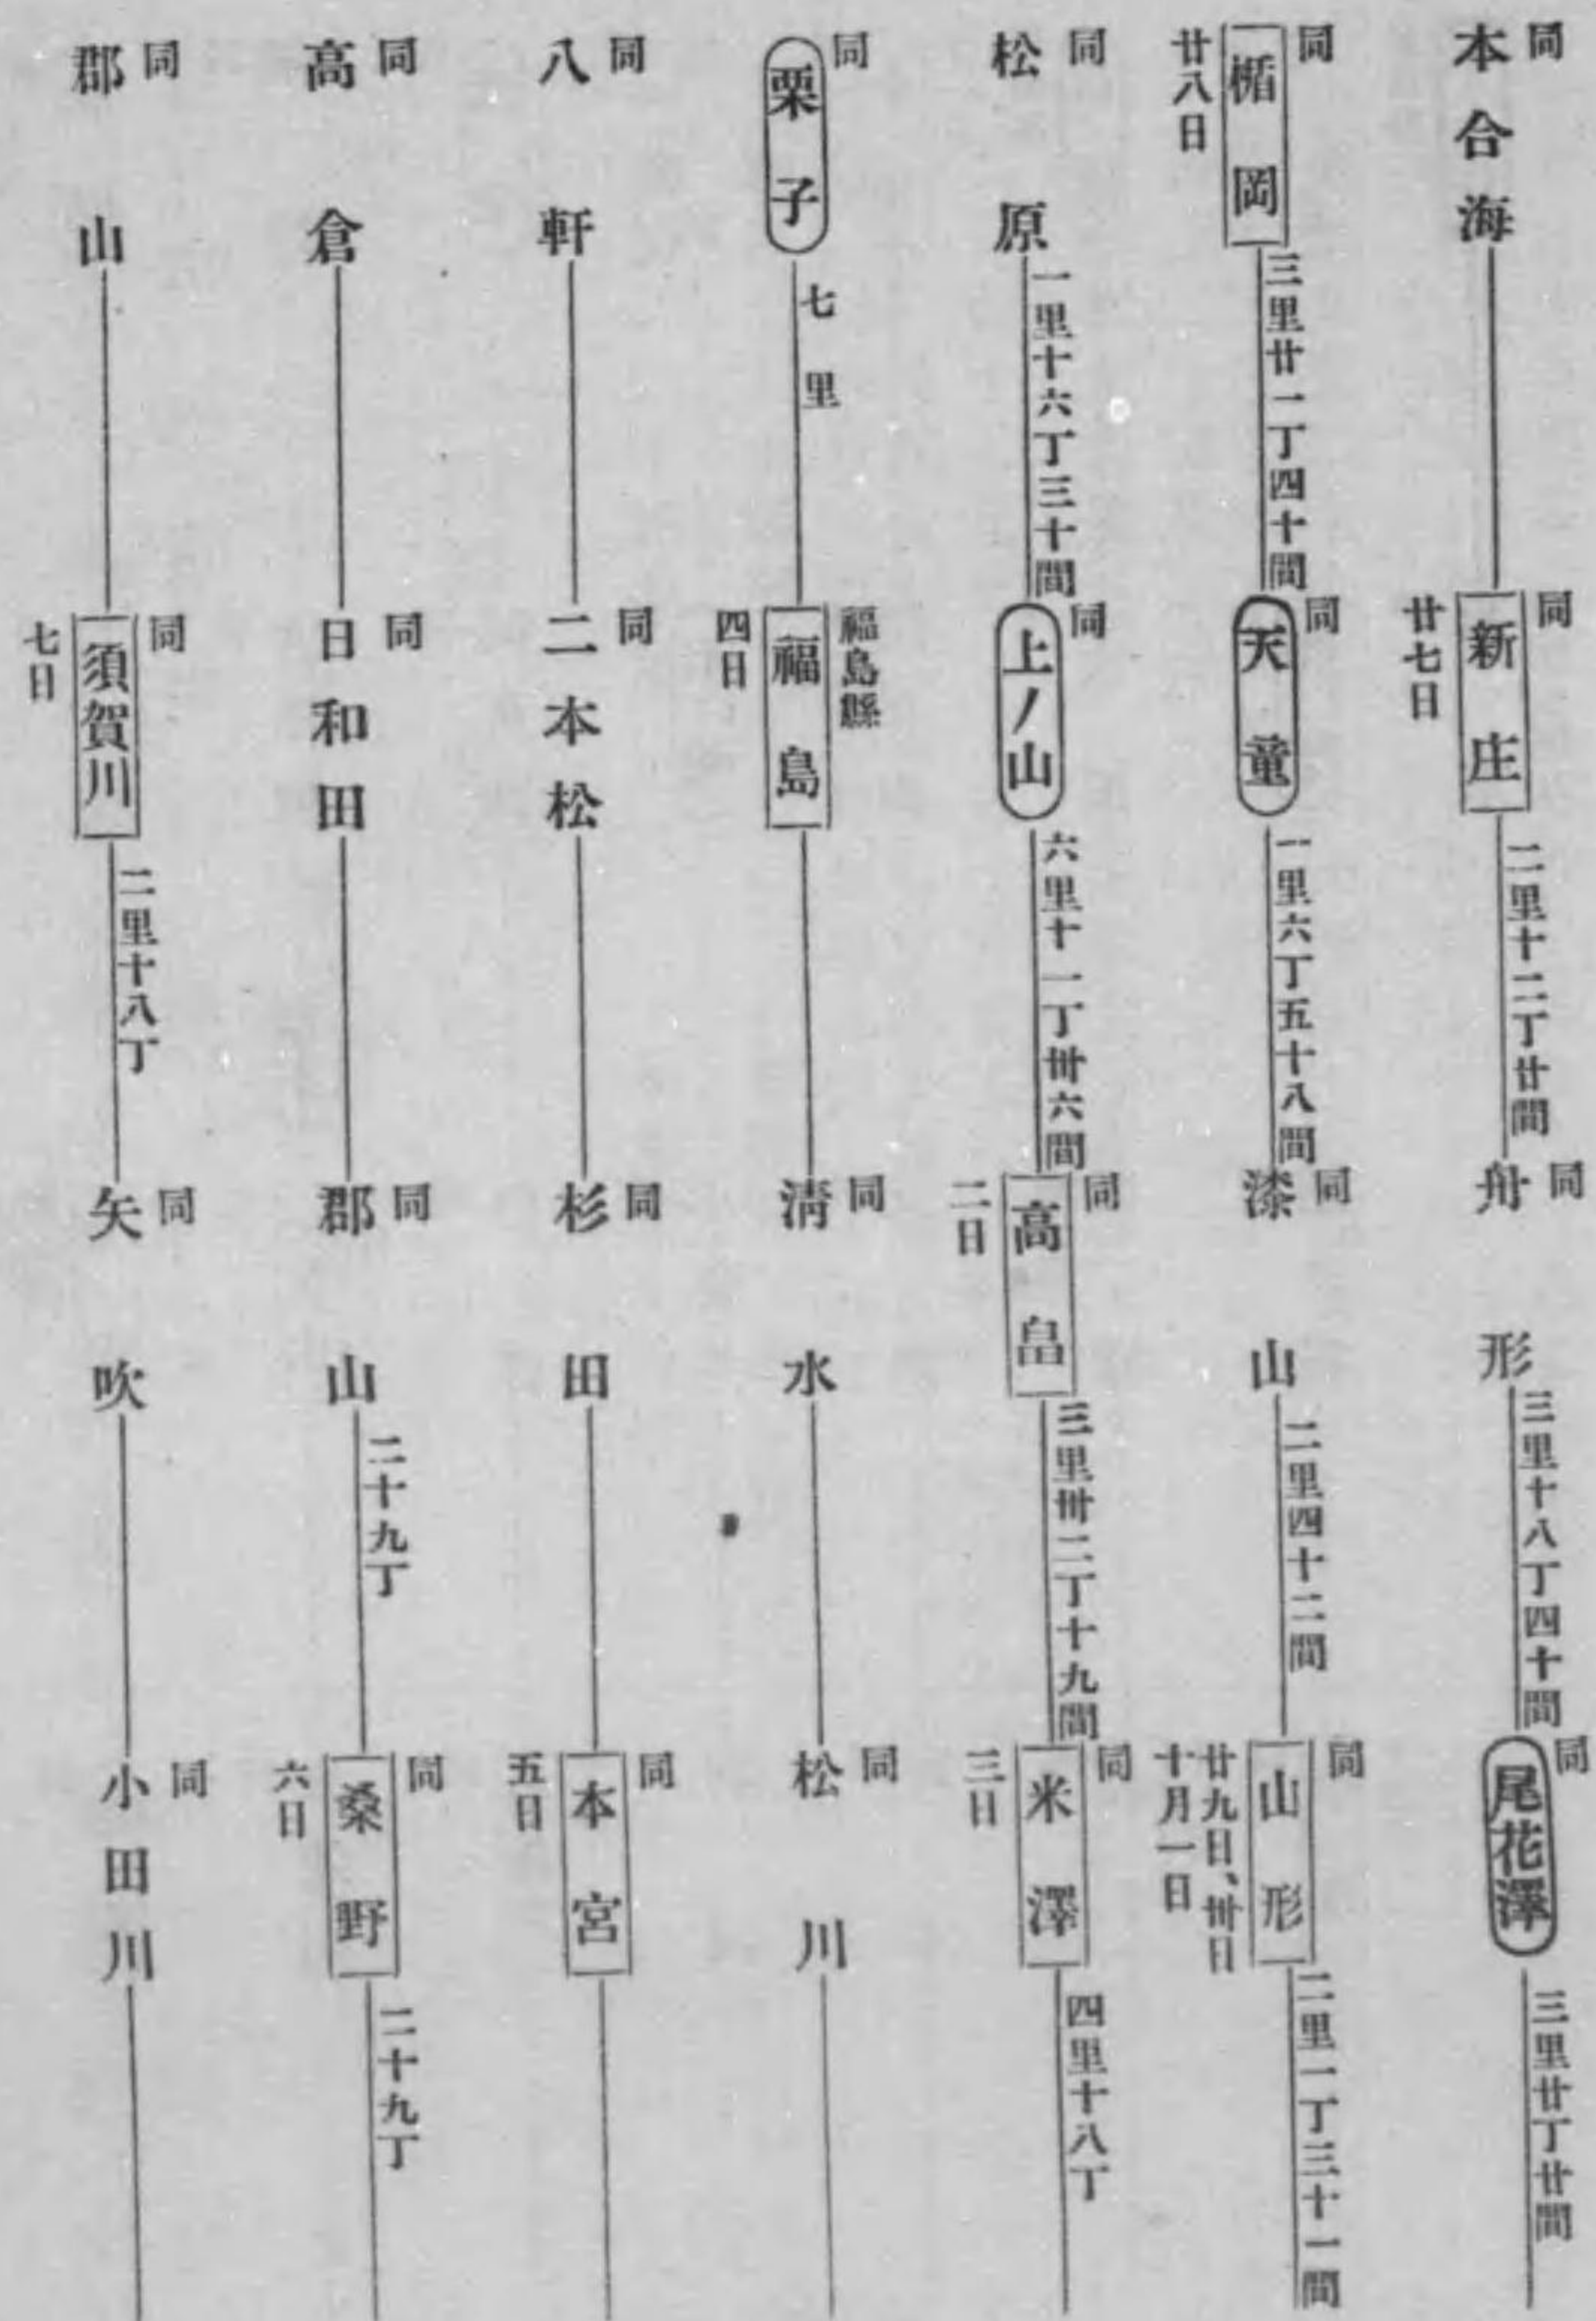 同
本合海
同
新庄
廿七日
二里十二丁廿間
同
舟形
三里十八丁四十間
同
尾花澤
三里廿丁廿間
同
楯岡
廿八日
三里廿一丁四十間
同
天童
一里六丁五十八間
同
漆山
二里四十二間
同
山形
廿九日、卅日
十月一日
二里一丁三十一間
同
松原
一里十六丁三十間
同
上ノ山
六里十一丁卅六間
同
高畠
二日
三里卅二丁十九間
同
米澤
三日
四里十八丁
同
栗子
七里
福島縣
福島
四日
同
淸水
同
松川
同
八軒
同
二本松
同
杉田
同
本宮
五日
同
高倉
同
日和田
同
郡山
二十九丁
同
桑野
六日
二十九丁
同
郡山
同
須賀川
七日
二里十八丁
同
矢吹
同
小田川